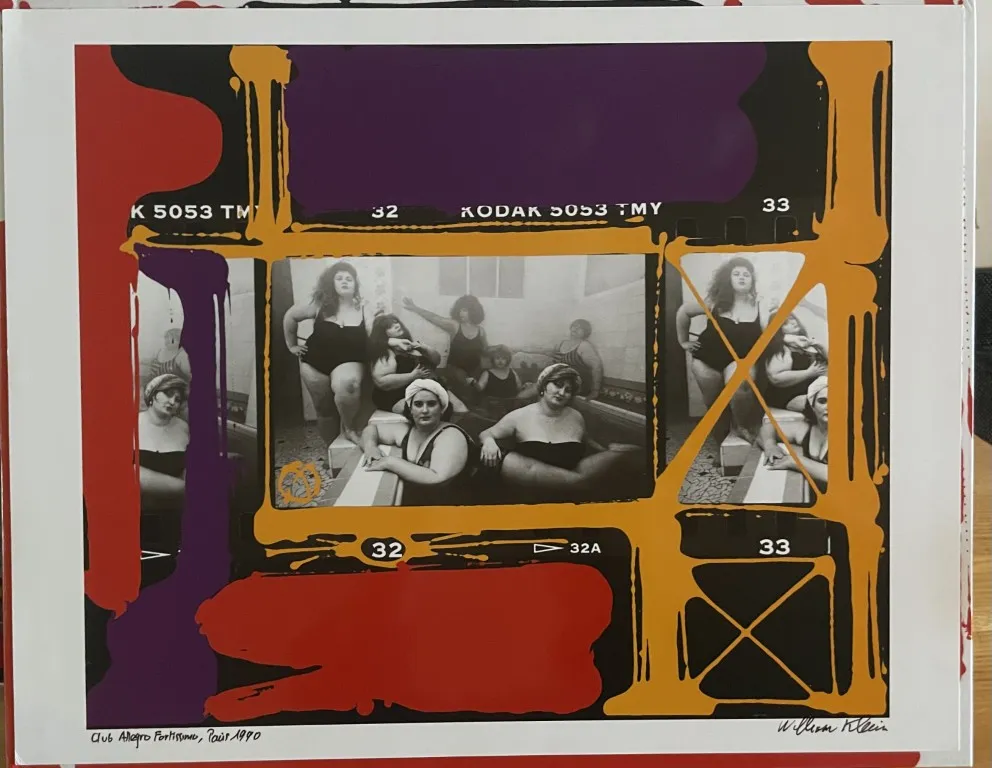 K 5053 TMY 32 KODAK 5053 TMY 33
32 32A 33
Club Allegro Fortissimo, Paris 1990
William Klein